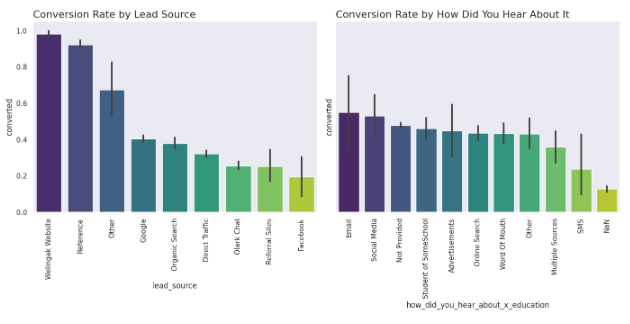 Conversion Rate by Lead Source
converted
1.0
0.8
0.6
0.4
0.2
0.0
Welingak Website
Reference
Other
Google
Organic Search
Direct Traffic
Olark Chat
Referral Sites
Facebook
lead_source
Conversion Rate by How Did You Hear About It
converted
Email
Social Media
Not Provided
Student of SomeSchool
Advertisements
Online Search
Word Of Mouth
Other
Multiple Sources
SMS
NaN
how_did_you_hear_about_x_education